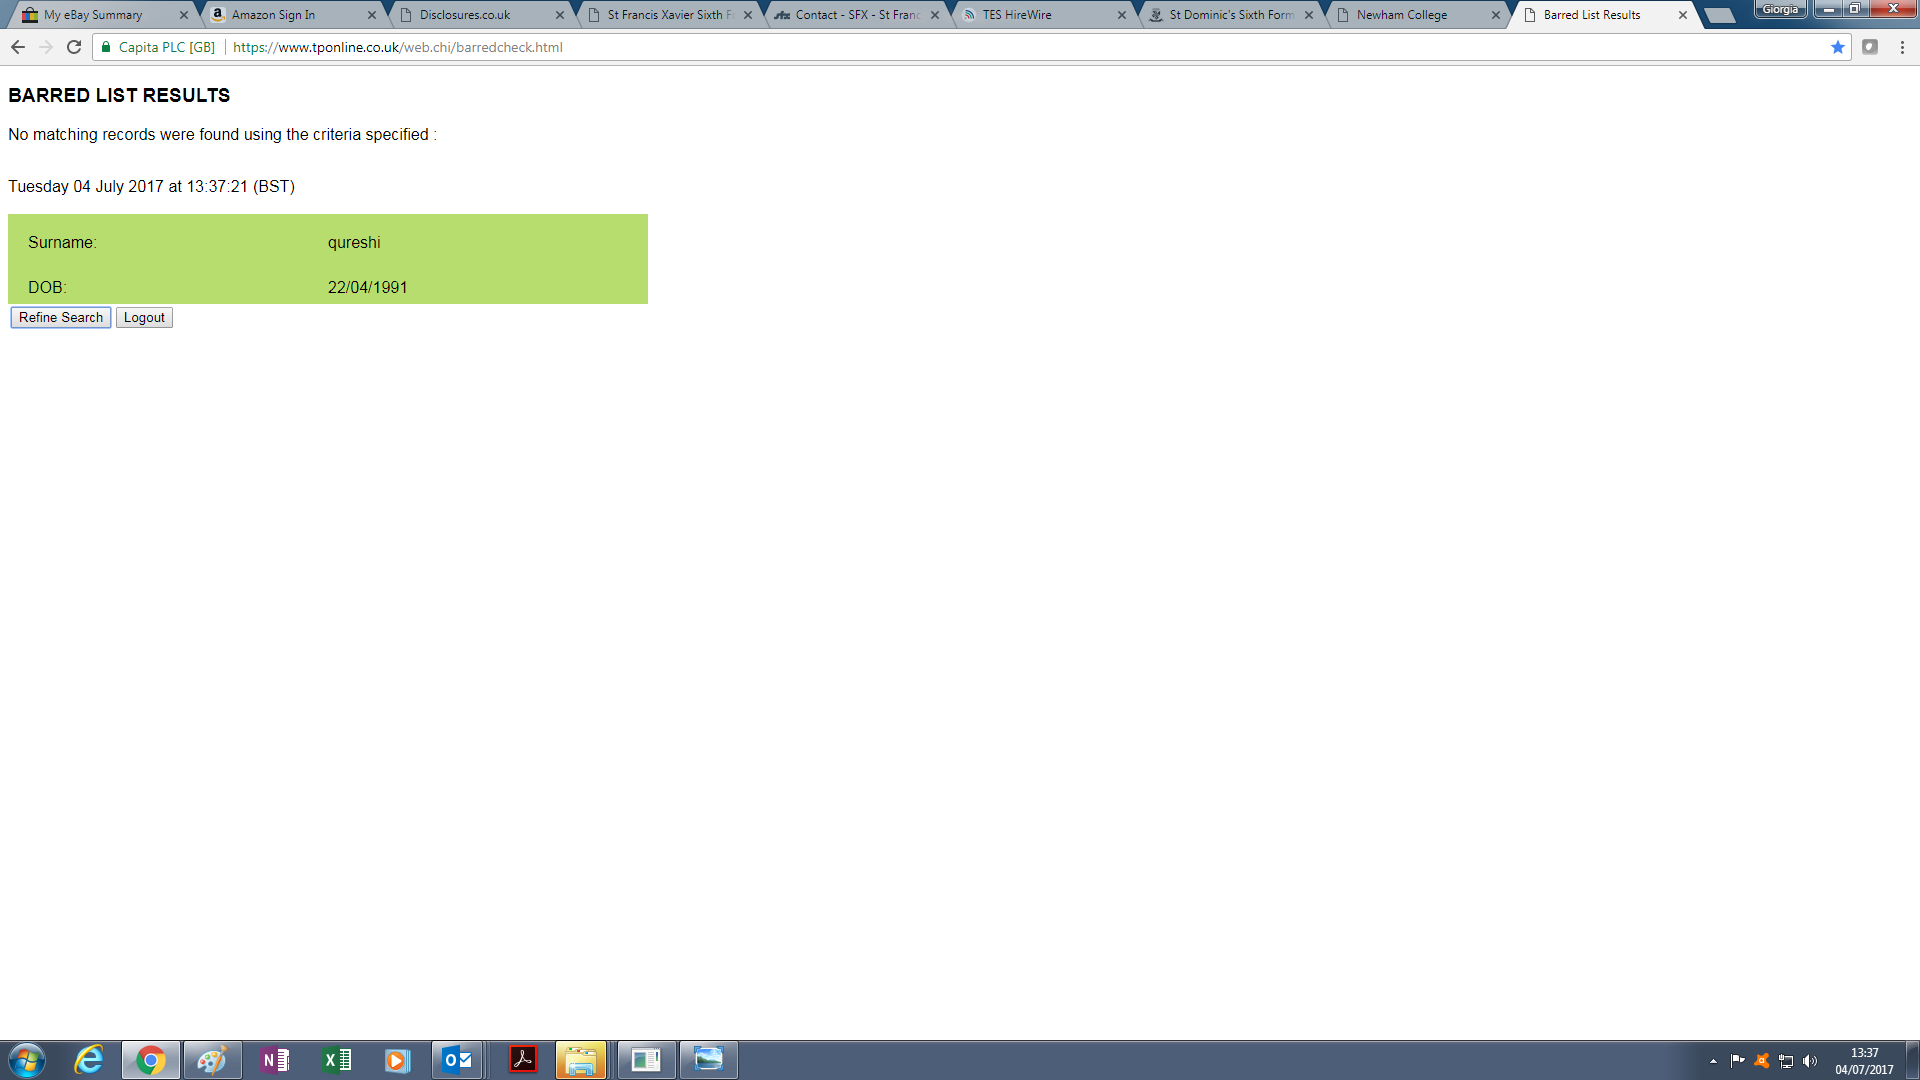 My eBay Summary
Amazon Sign In
Disclosures.co.uk
St Francis Xavier Sixth F
Contact - SFX - St Franc
TES HireWire
St Dominic's Sixth Form
Newham College
Barred List Results
Giorgia
Capita PLC [GB]
https://www.tponline.co.uk/web.chi/barredcheck.html
BARRED LIST RESULTS
No matching records were found using the criteria specified :
Tuesday 04 July 2017 at 13:37:21 (BST)
Surname: qureshi
DOB: 22/04/1991
Refine Search Logout
13:37
04/07/2017